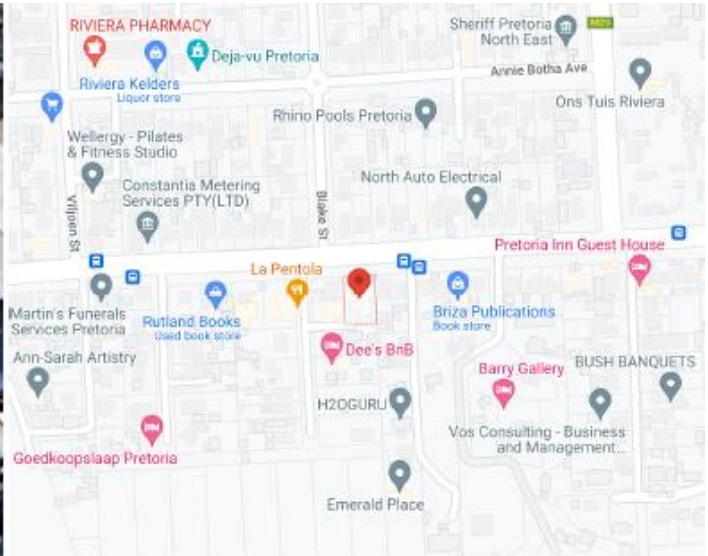 RIVIERA PHARMACY
Sheriff Pretoria
North East
M29
Deja-vu Pretoria
Riviera Kelders
Liquor store
Annie Botha Ave
Ons Tuis Riviera
Rhino Pools Pretoria
Wellergy - Pilates
& Fitness Studio
Constantia Metering
Services PTY(LTD)
North Auto Electrical
Viljoen St
Blake St
Pretoria Inn Guest House
La Pentola
Martin's Funerals
Services Pretoria
Rutland Books
Used book store
Briza Publications
Book store
Dee's BnB
Ann-Sarah Artistry
Barry Gallery
BUSH BANQUETS
H2OGURU
Vos Consulting - Business
and Management...
Goedkoopslaap Pretoria
Emerald Place